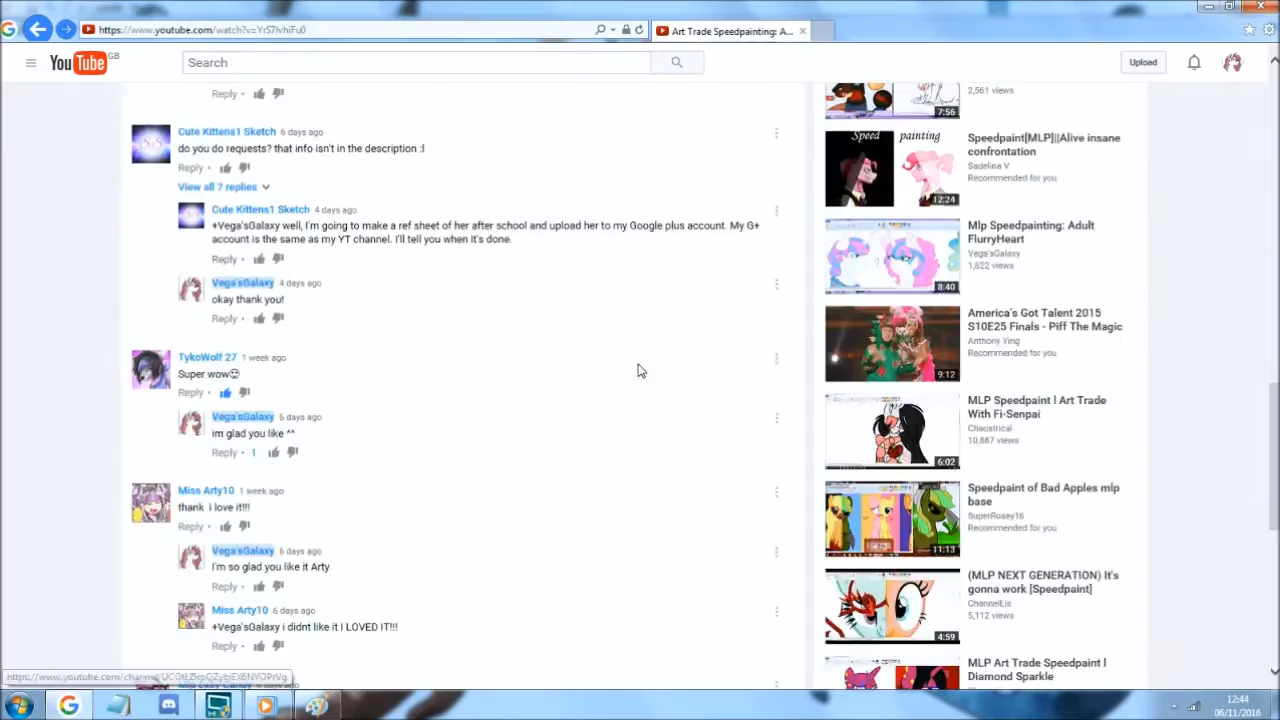 https://www.youtube.com/watch?v=YrS7IvhiFu0
Art Trade Speedpainting: A...
YouTube GB
Search
Upload
Reply
Cute Kittens1 Sketch 6 days ago
do you do requests? that info isn't in the description :l
Reply
View all 7 replies
Cute Kittens1 Sketch 4 days ago
+Vega'sGalaxy well, I'm going to make a ref sheet of her after school and upload her to my Google plus account. My G+
account is the same as my YT channel. I'll tell you when it's done.
Reply
Vega'sGalaxy 4 days ago
okay thank you!
Reply
TykoWolf 27 1 week ago
Super wow
Reply
Vega'sGalaxy 6 days ago
im glad you like ^^
Reply 1
Miss Arty10 1 week ago
thank i love it!!!
Reply
Vega'sGalaxy 6 days ago
I'm so glad you like it Arty
Reply
Miss Arty10 6 days ago
+Vega'sGalaxy i didnt like it I LOVED IT!!!
Reply
2,561 views
7:56
Speed painting
12:24
Speedpaint[MLP]||Alive insane
confrontation
Sadelina V
Recommended for you
8:40
Mlp Speedpainting: Adult
FlurryHeart
Vega'sGalaxy
1,822 views
9:12
America's Got Talent 2015
S10E25 Finals - Piff The Magic
Anthony Ying
Recommended for you
6:02
MLP Speedpaint l Art Trade
With Fi-Senpai
Chaostrical
10,887 views
11:13
Speedpaint of Bad Apples mlp
base
SuperRosey16
Recommended for you
4:59
(MLP NEXT GENERATION) It's
gonna work [Speedpaint]
ChannelLis
5,112 views
MLP Art Trade Speedpaint l
Diamond Sparkle
12:44
06/11/2016